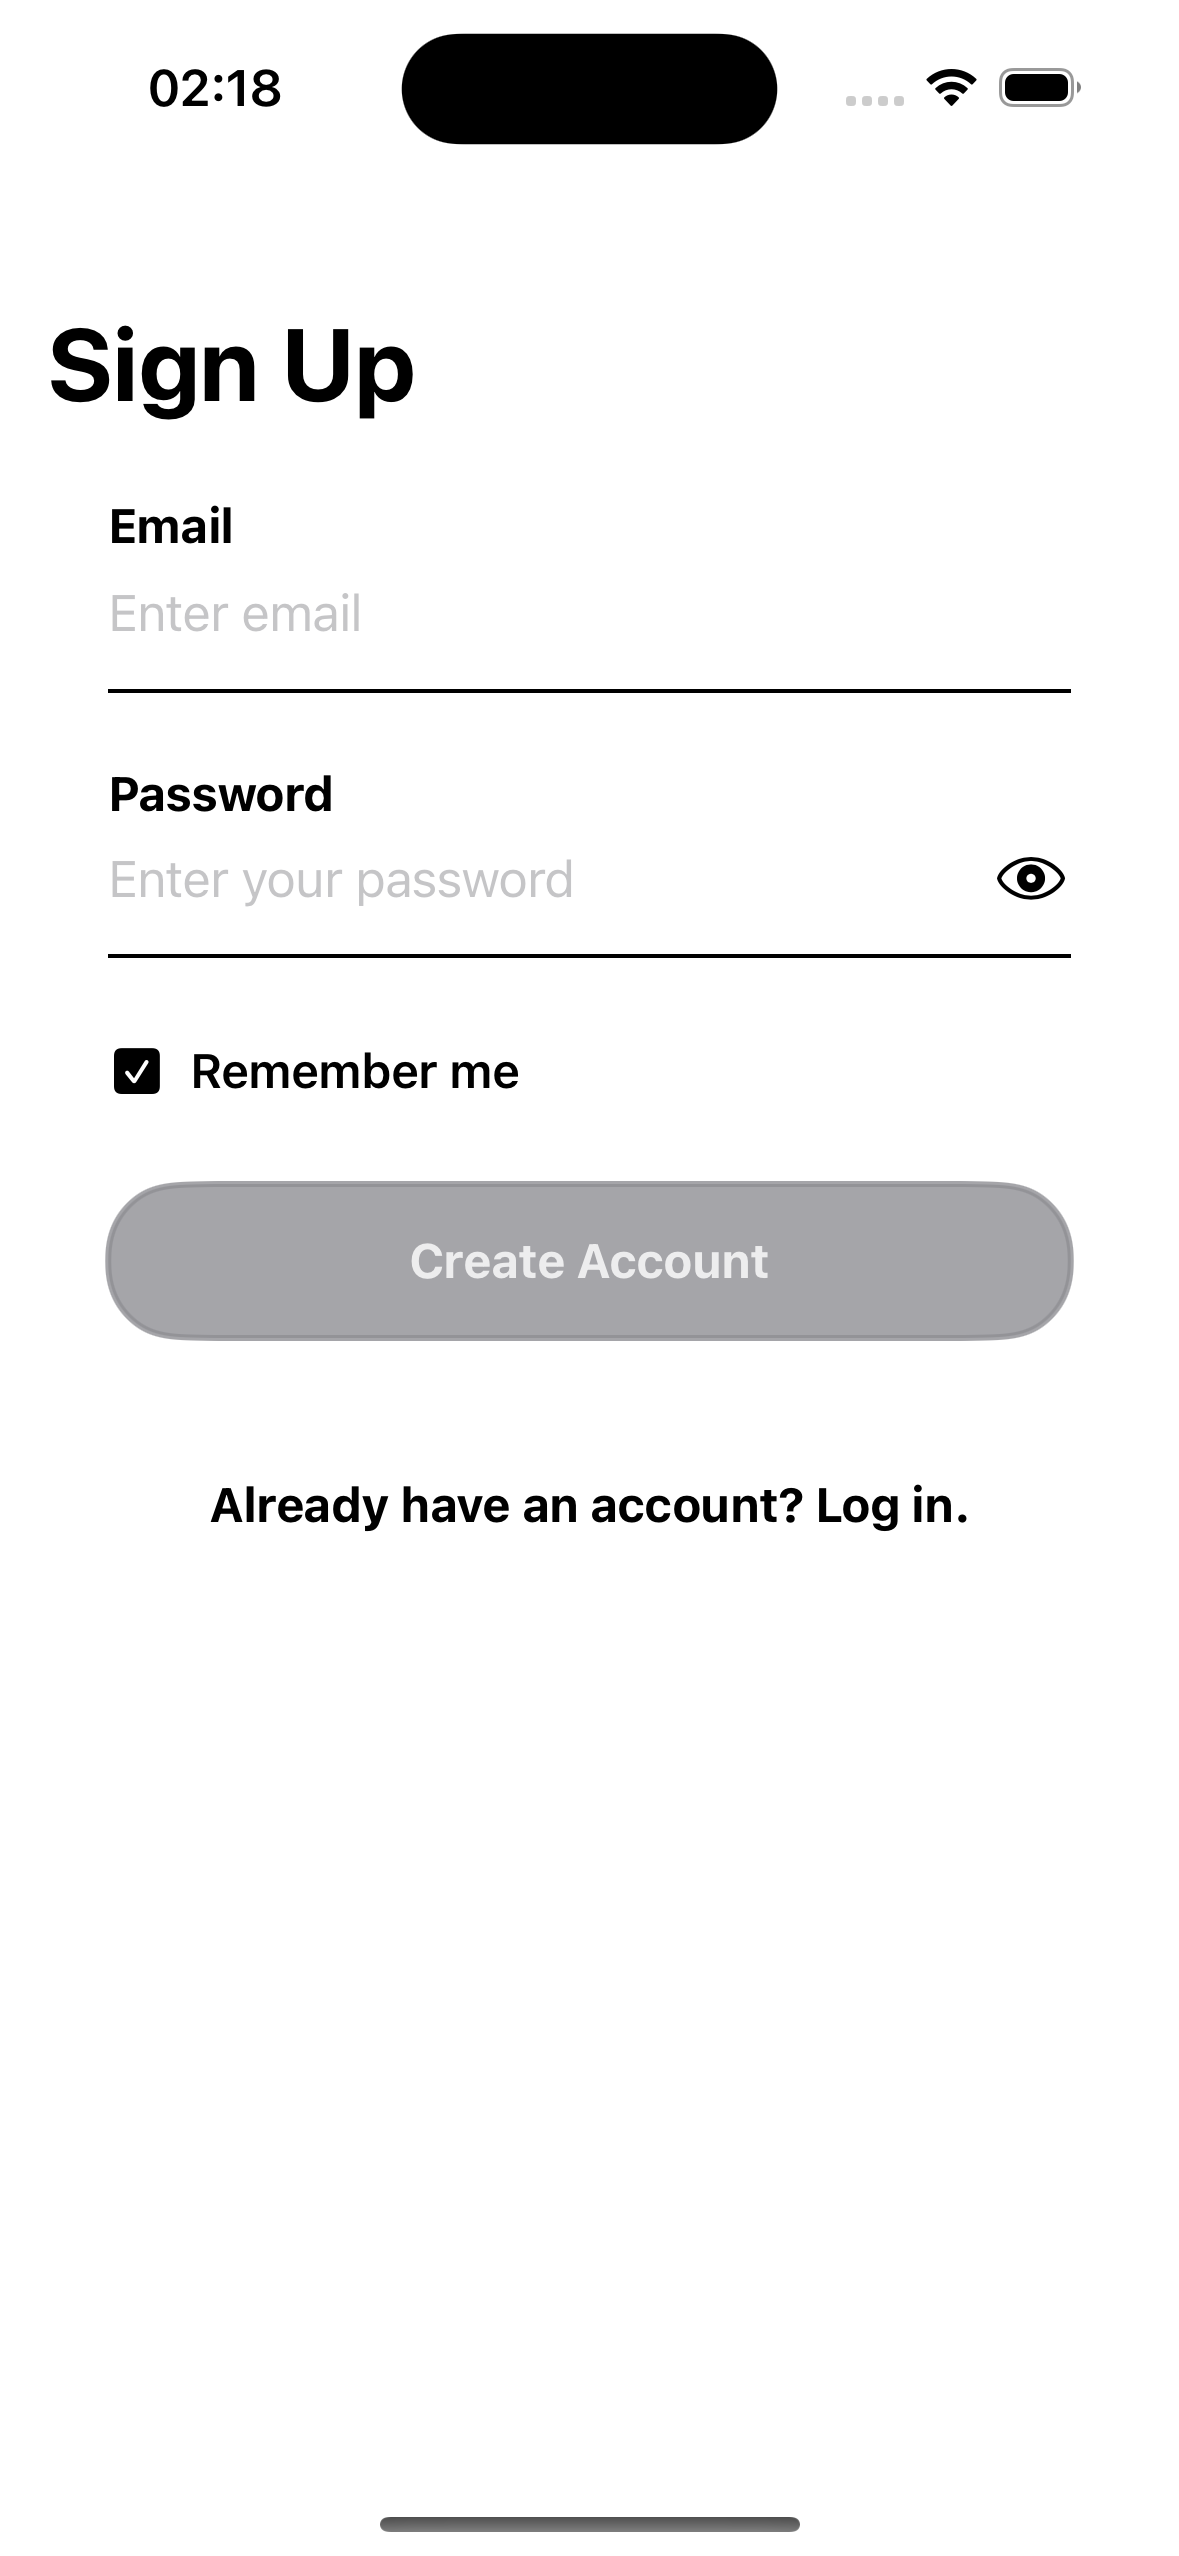 02:18
Sign Up
Email
Enter email
Password
Enter your password
Remember me
Create Account
Already have an account? Log in.